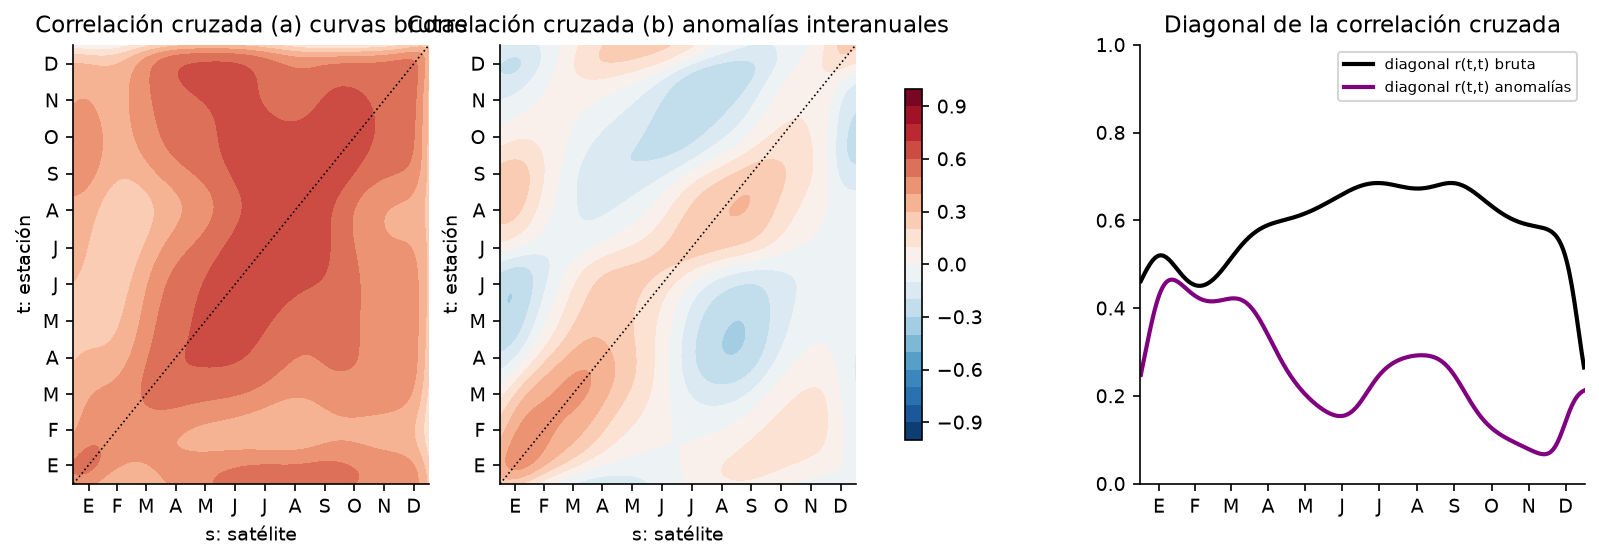 Correlación cruzada (a) curvas brutas
Correlación cruzada (b) anomalías interanuales
Diagonal de la correlación cruzada
t: estación
D
N
O
S
A
J
J
M
A
M
F
E
E F M A M J J A S O N D
s: satélite
t: estación
D
N
O
S
A
J
J
M
A
M
F
E
E F M A M J J A S O N D
s: satélite
0.9
0.6
0.3
0.0
−0.3
−0.6
−0.9
diagonal r(t,t) bruta
diagonal r(t,t) anomalías
1.0
0.8
0.6
0.4
0.2
0.0
E F M A M J J A S O N D